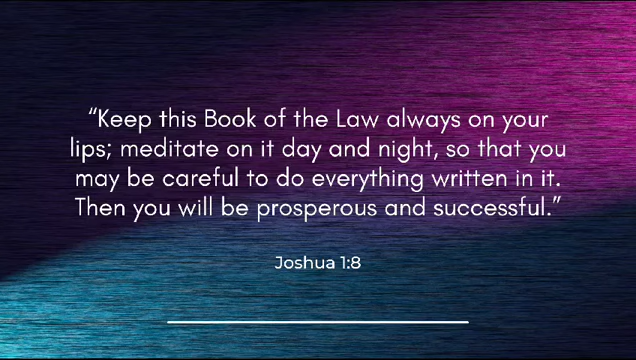 “Keep this Book of the Law always on your
lips; meditate on it day and night, so that you
may be careful to do everything written in it.
Then you will be prosperous and successful.”
Joshua 1:8